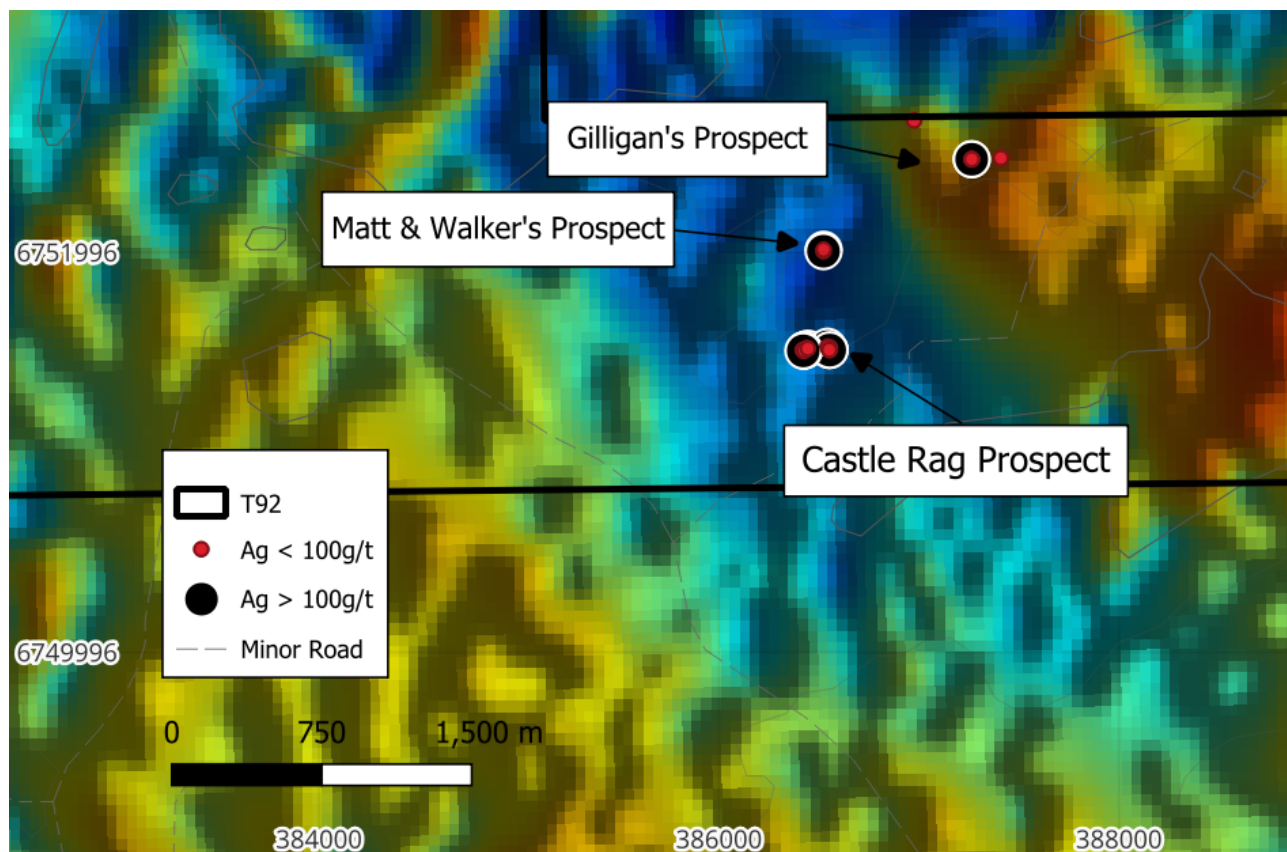 Gilligan's Prospect
Matt & Walker's Prospect
6751996
Castle Rag Prospect
T92
Ag < 100g/t
Ag > 100g/t
Minor Road
6749996
0 750 1,500 m
384000 386000 388000